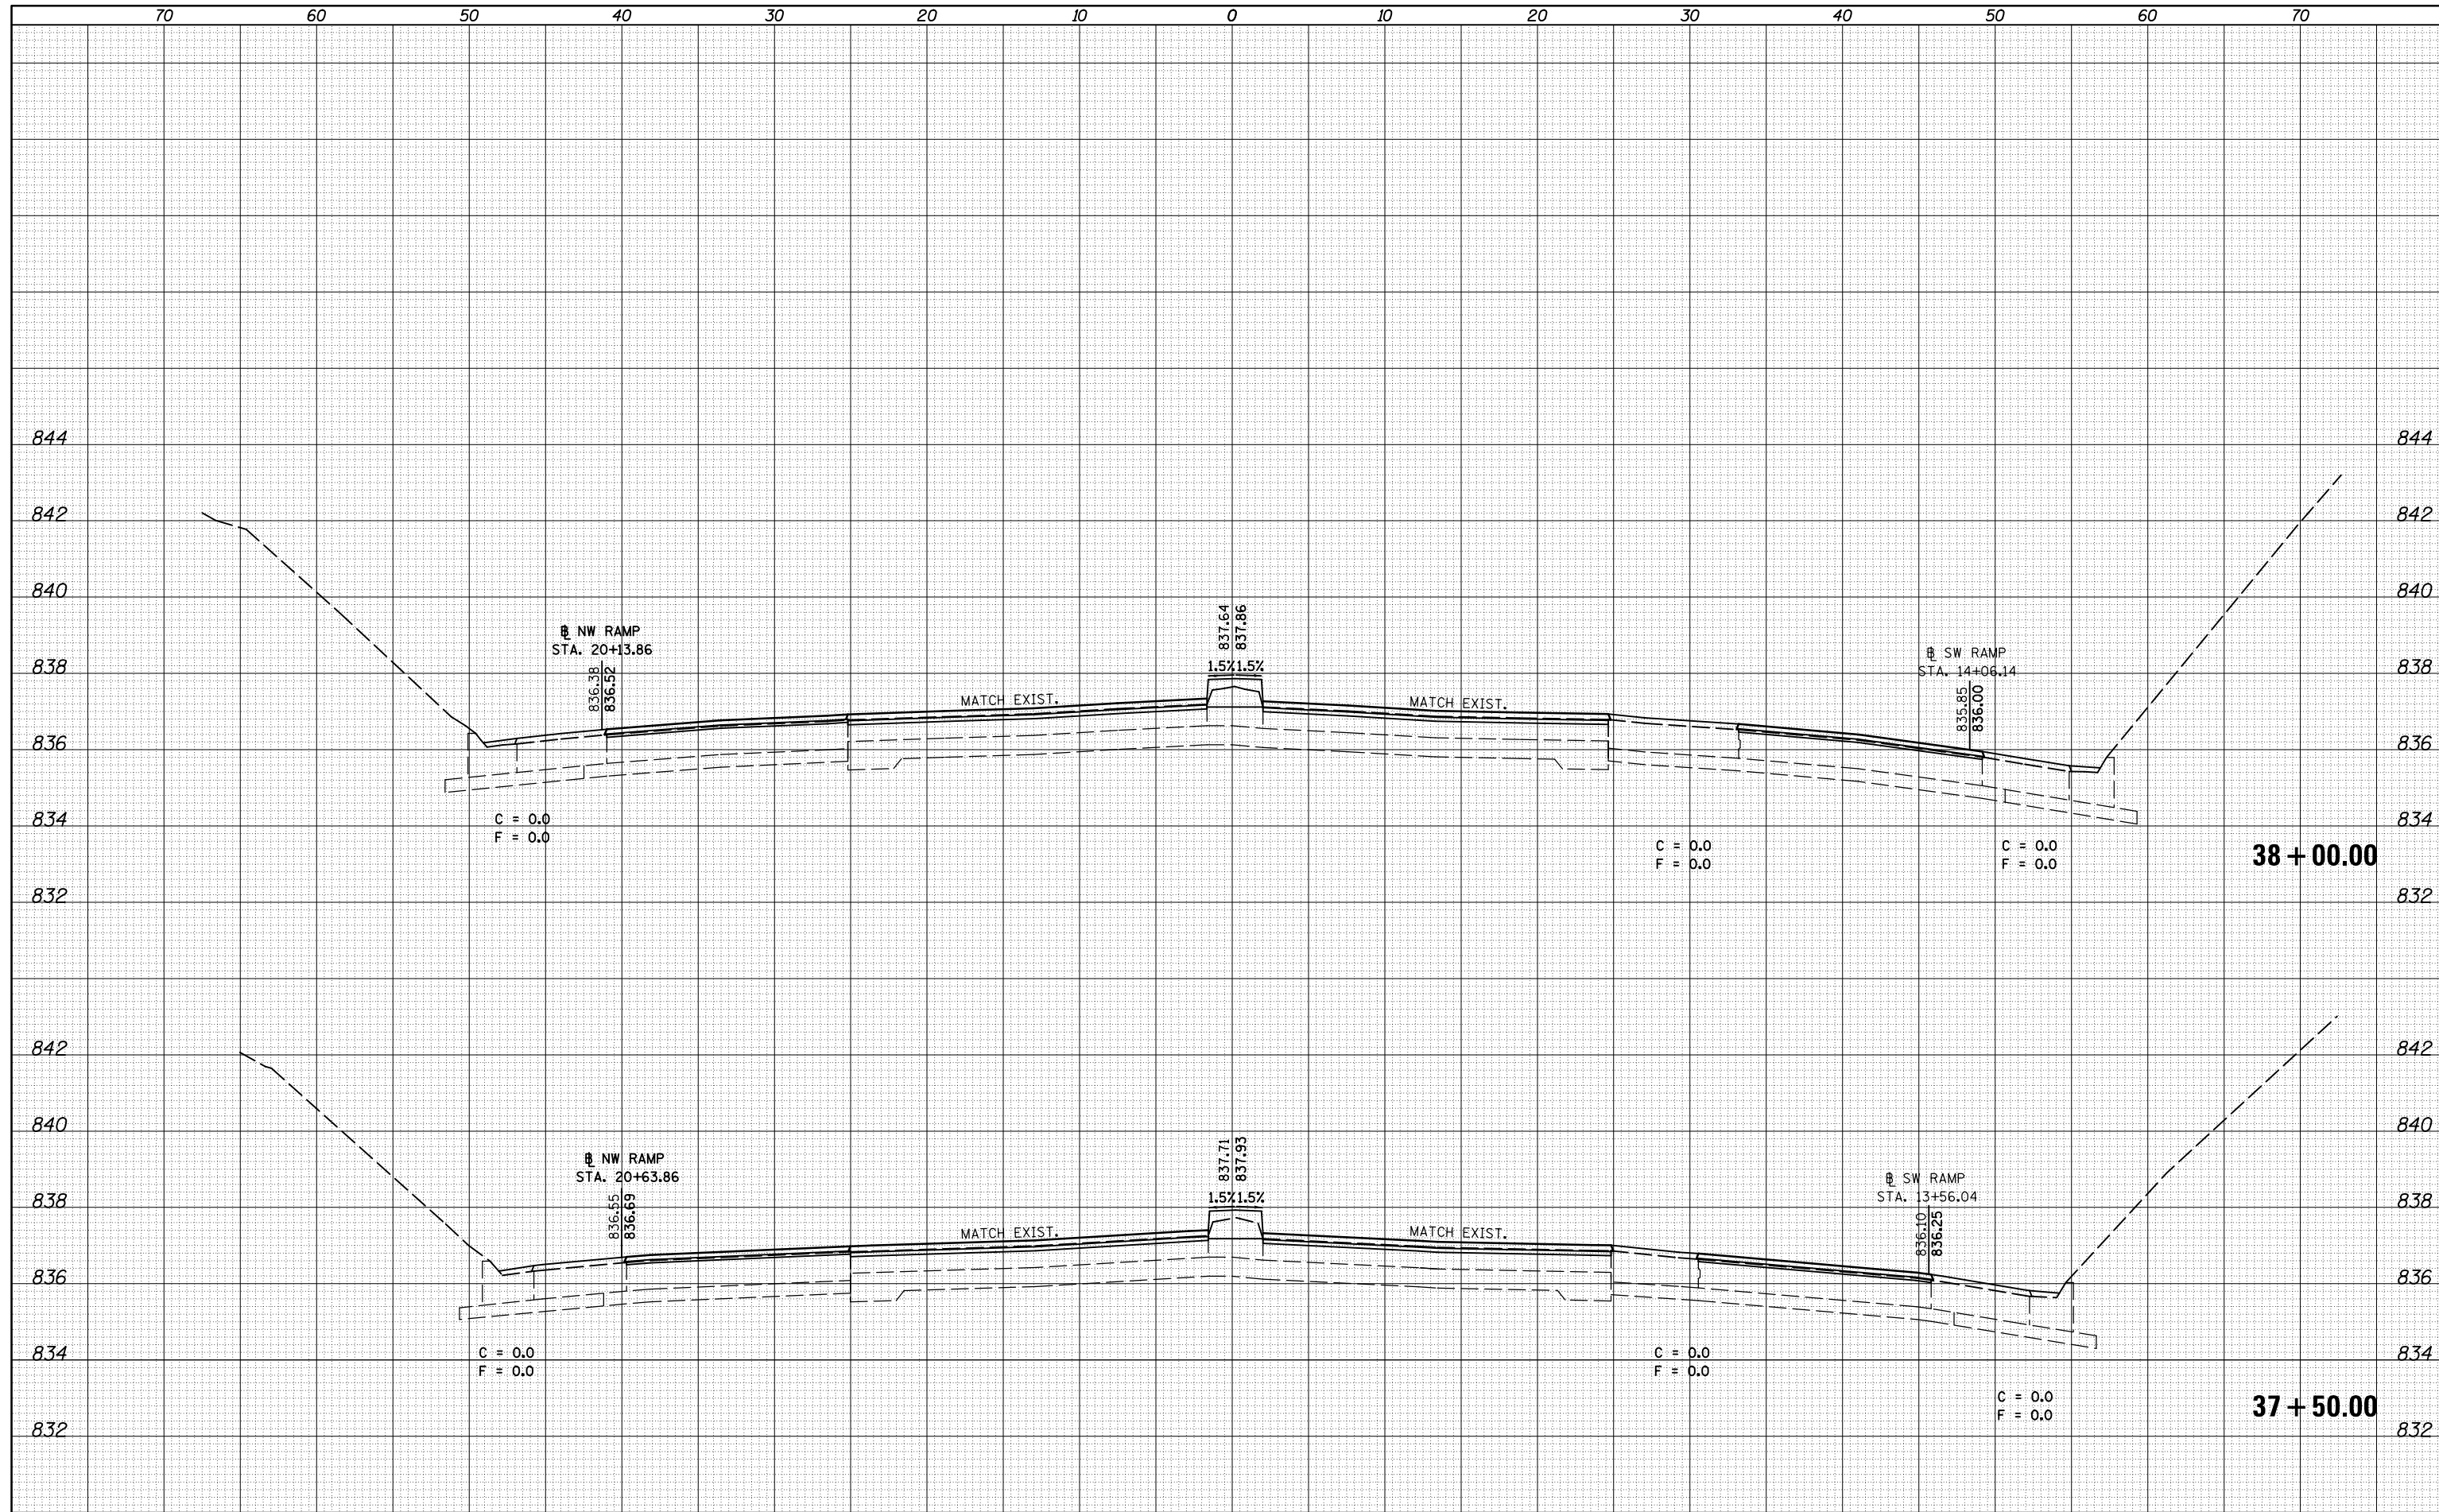 70 60 50 40 30 20 10 0 10 20 30 40 50 60 70
844 844
842 842
840 840
837.64
837.86
℄ NW RAMP
STA. 20+13.86
836.38
836.52
1.5% 1.5%
℄ SW RAMP
STA. 14+06.14
835.85
836.00
838 838
MATCH EXIST. MATCH EXIST.
836 836
834 834
C = 0.0
F = 0.0
C = 0.0
F = 0.0
C = 0.0
F = 0.0
38+00.00
832 832
842 842
840 840
837.71
837.93
℄ NW RAMP
STA. 20+63.86
836.55
836.69
1.5% 1.5%
℄ SW RAMP
STA. 13+56.04
836.10
836.25
838 838
MATCH EXIST. MATCH EXIST.
836 836
834 834
C = 0.0
F = 0.0
C = 0.0
F = 0.0
C = 0.0
F = 0.0
37+50.00
832 832